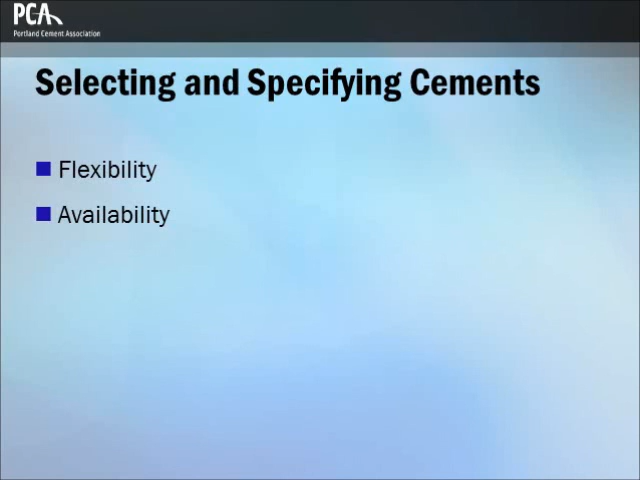 PCA
Portland Cement Association
Selecting and Specifying Cements
Flexibility
Availability